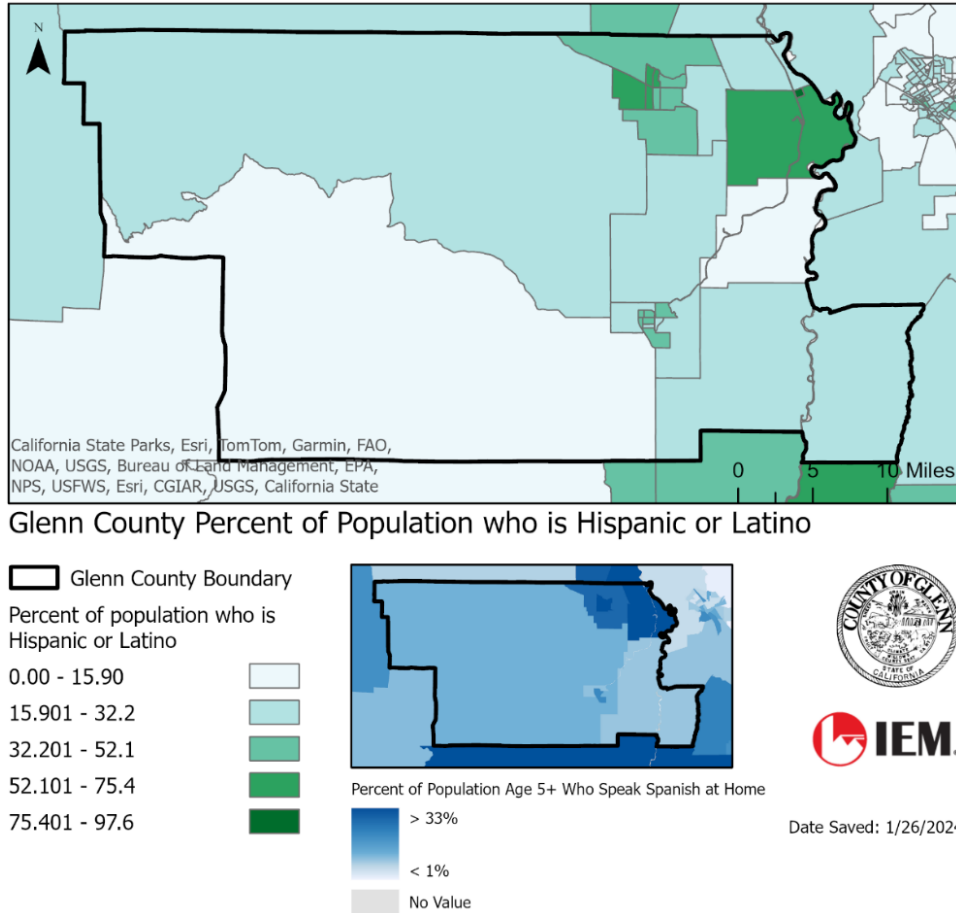 N
California State Parks, Esri, TomTom, Garmin, FAO,
NOAA, USGS, Bureau of Land Management, EPA,
NPS, USFWS, Esri, CGIAR, USGS, California State
0 5 10 Miles
Glenn County Percent of Population who is Hispanic or Latino
Glenn County Boundary
Percent of population who is
Hispanic or Latino
0.00 - 15.90
15.901 - 32.2
32.201 - 52.1
52.101 - 75.4
75.401 - 97.6
Percent of Population Age 5+ Who Speak Spanish at Home
> 33%
< 1%
No Value
COUNTY OF GLENN
STATE OF
CALIFORNIA
IEM.
Date Saved: 1/26/2024